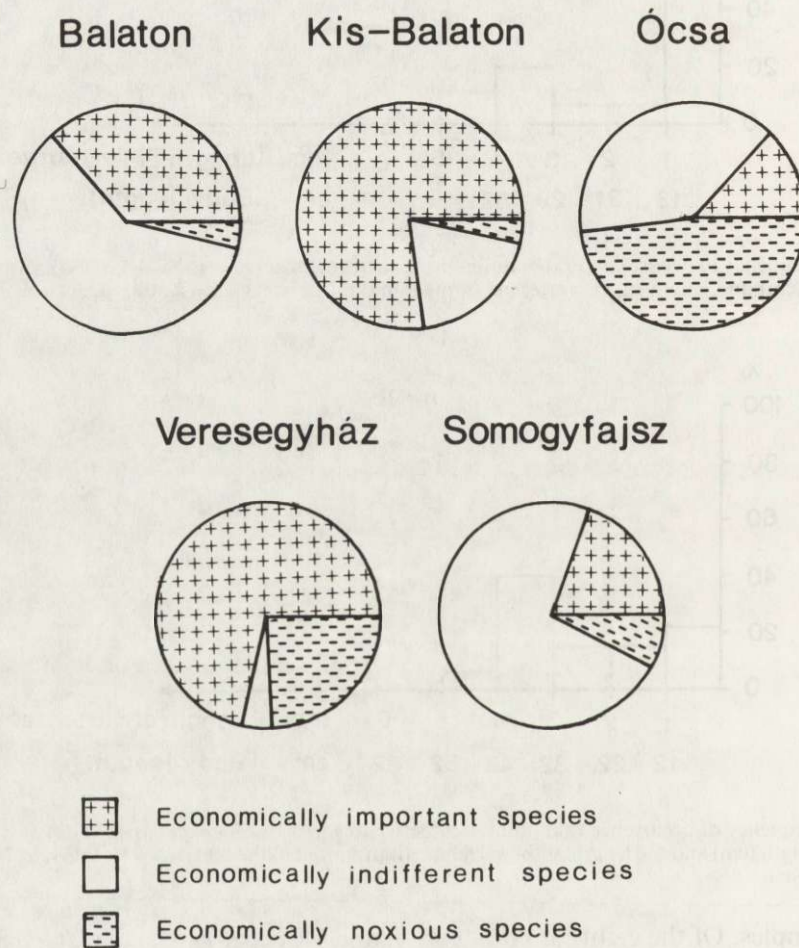 Balaton Kis-Balaton Ócsa
Veresegyház Somogyfajsz
Economically important species
Economically indifferent species
Economically noxious species